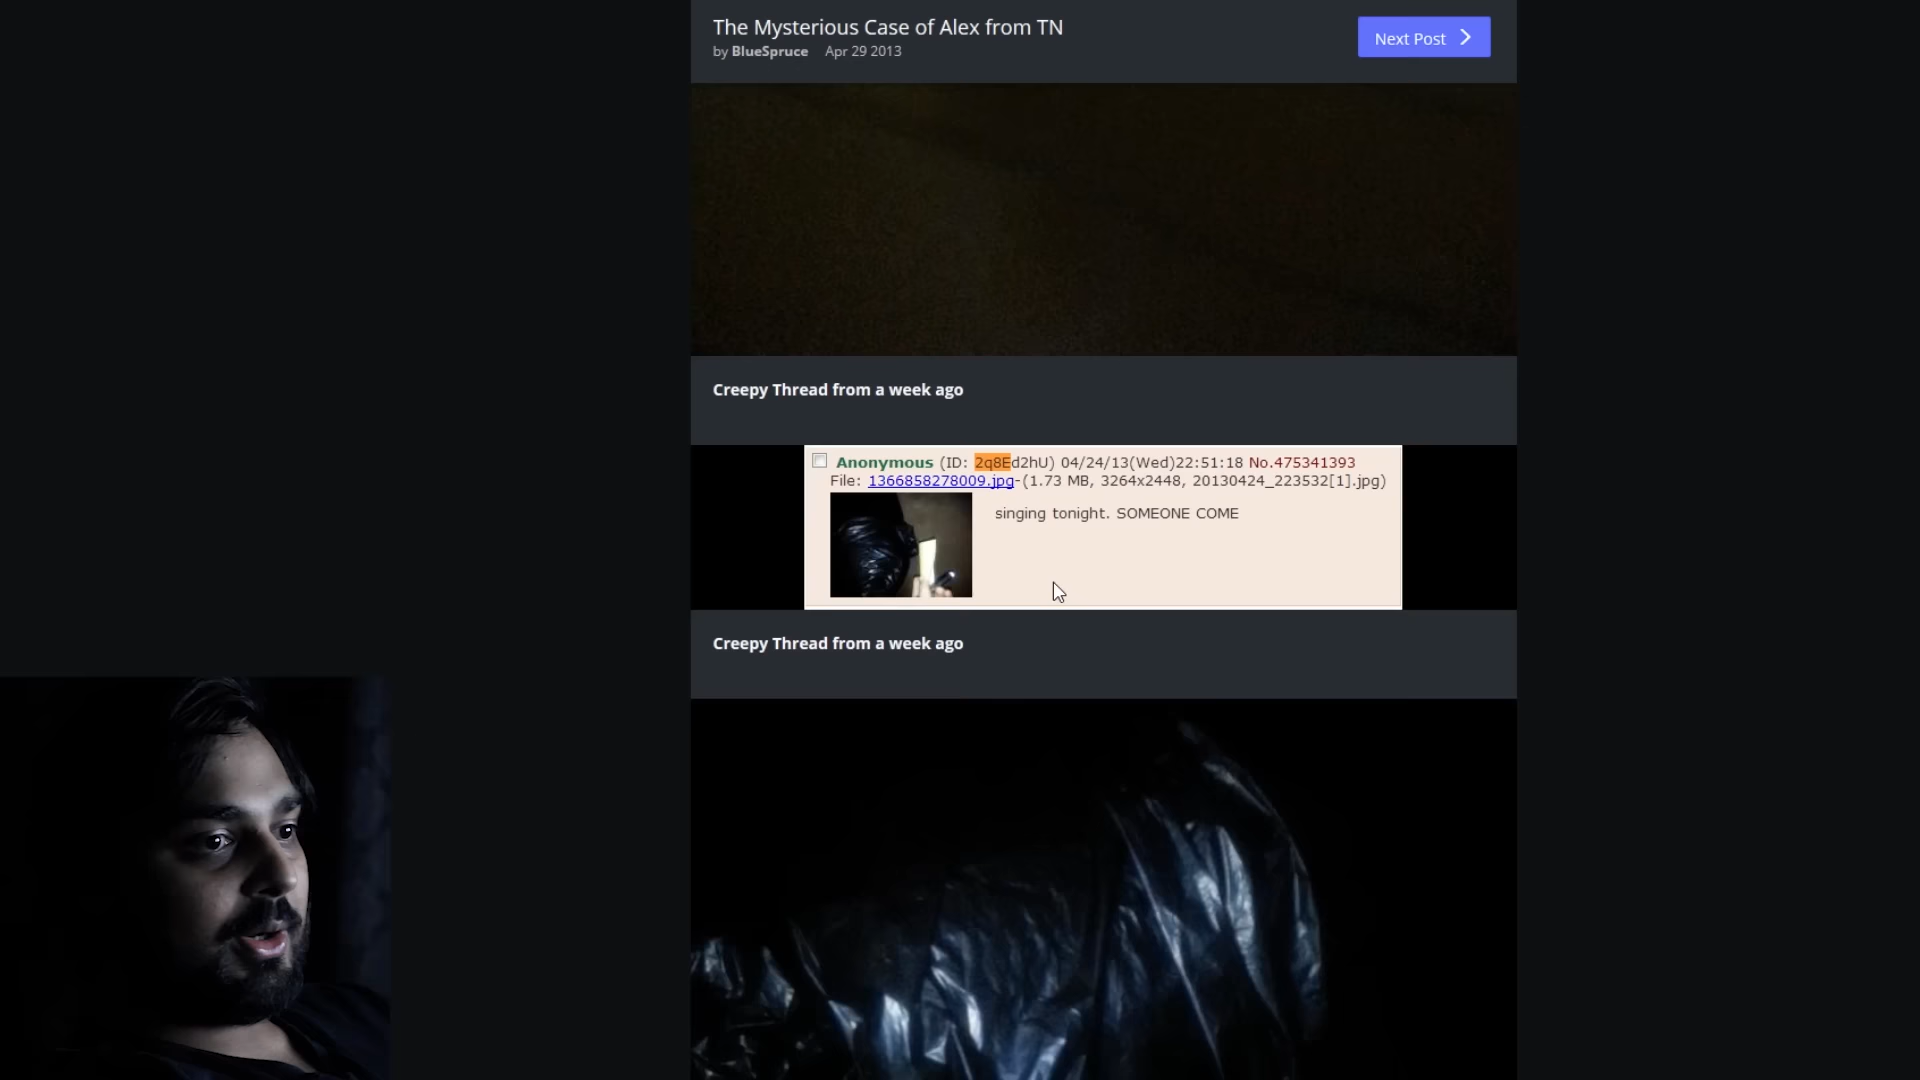 The Mysterious Case of Alex from TN
by BlueSpruce Apr 29 2013
Next Post
Creepy Thread from a week ago
Anonymous (ID: 2q8Ed2hU) 04/24/13(Wed)22:51:18 No.475341393
File: 1366858278009.jpg-(1.73 MB, 3264x2448, 20130424_223532[1].jpg)
singing tonight. SOMEONE COME
Creepy Thread from a week ago